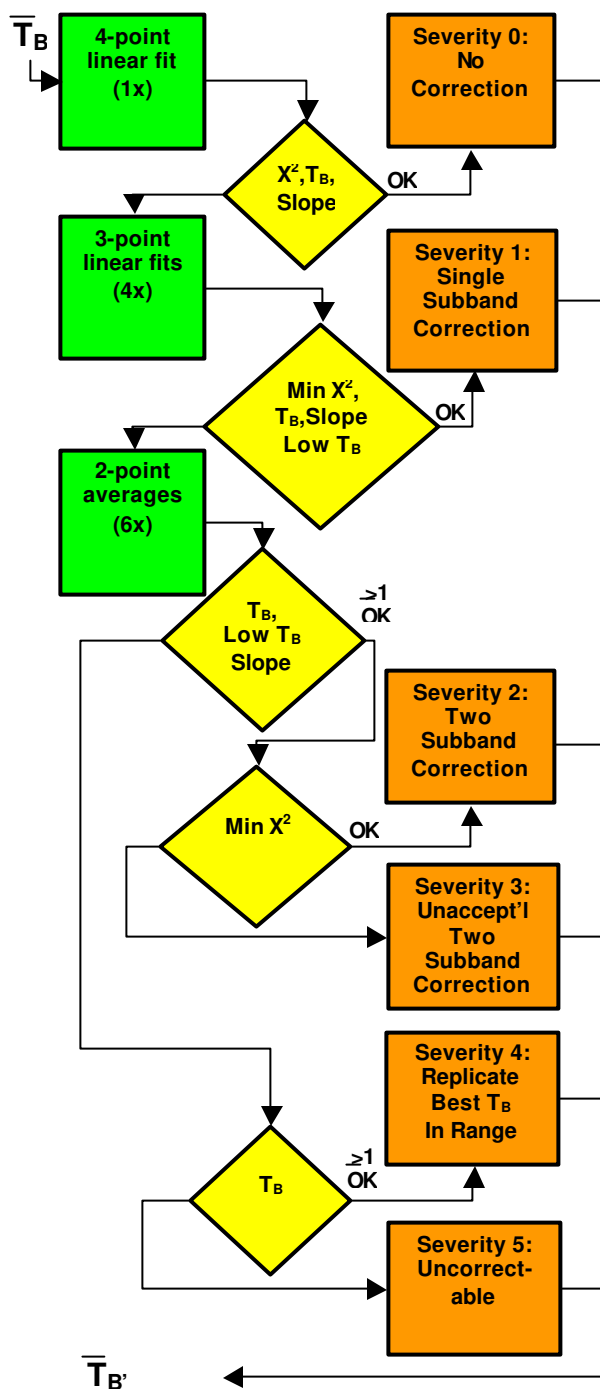 T̅B
4-point
linear fit
(1x)
Severity 0:
No
Correction
X²,TB,
Slope
OK
3-point
linear fits
(4x)
Severity 1:
Single
Subband
Correction
Min X²,
TB,Slope
Low TB
OK
2-point
averages
(6x)
TB,
Low TB
Slope
≥1
OK
Severity 2:
Two
Subband
Correction
Min X²
OK
Severity 3:
Unaccept'l
Two
Subband
Correction
Severity 4:
Replicate
Best TB
In Range
TB
≥1
OK
Severity 5:
Uncorrect-
able
T̅B'